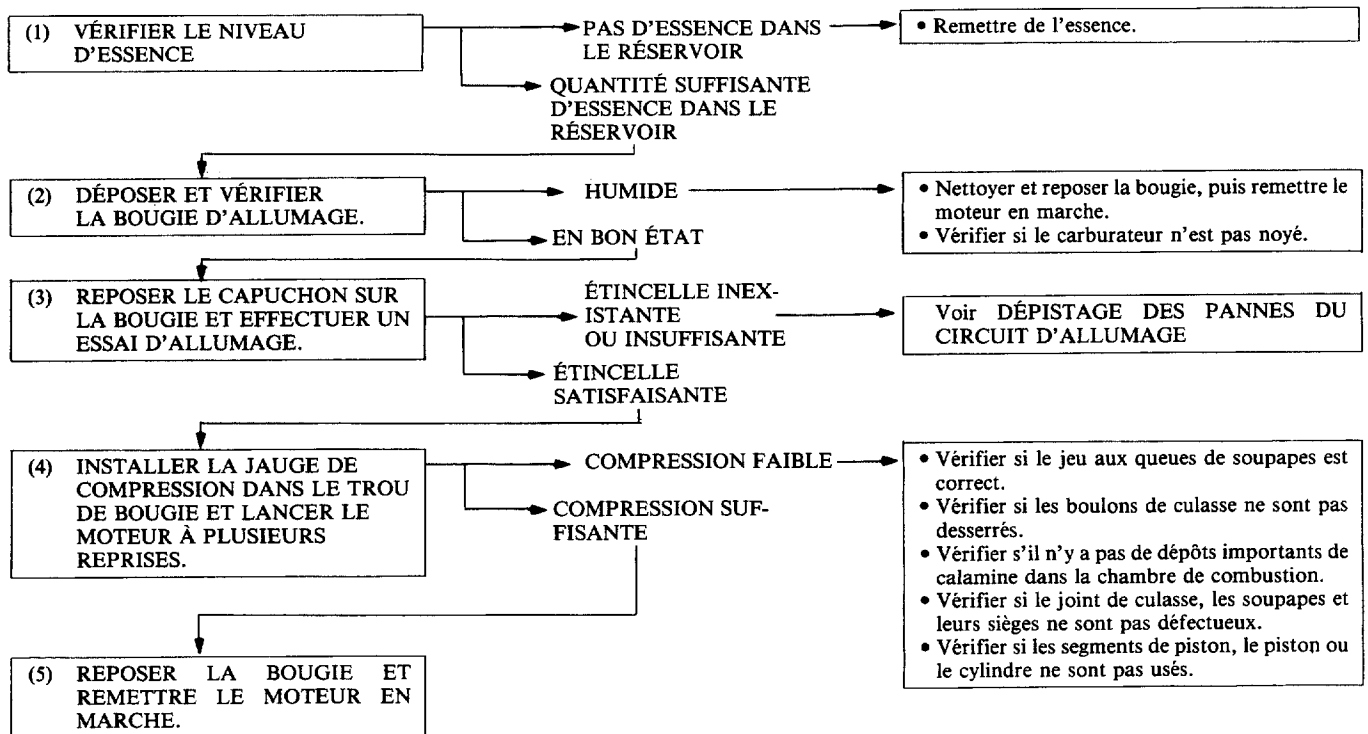 (1) VÉRIFIER LE NIVEAU
D'ESSENCE
PAS D'ESSENCE DANS
LE RÉSERVOIR
• Remettre de l'essence.
QUANTITÉ SUFFISANTE
D'ESSENCE DANS LE
RÉSERVOIR
(2) DÉPOSER ET VÉRIFIER
LA BOUGIE D'ALLUMAGE.
HUMIDE
• Nettoyer et reposer la bougie, puis remettre le
moteur en marche.
• Vérifier si le carburateur n'est pas noyé.
EN BON ÉTAT
(3) REPOSER LE CAPUCHON SUR
LA BOUGIE ET EFFECTUER UN
ESSAI D'ALLUMAGE.
ÉTINCELLE INEX-
ISTANTE
OU INSUFFISANTE
Voir DÉPISTAGE DES PANNES DU
CIRCUIT D'ALLUMAGE
ÉTINCELLE
SATISFAISANTE
(4) INSTALLER LA JAUGE DE
COMPRESSION DANS LE TROU
DE BOUGIE ET LANCER LE
MOTEUR À PLUSIEURS
REPRISES.
COMPRESSION FAIBLE
• Vérifier si le jeu aux queues de soupapes est
correct.
• Vérifier si les boulons de culasse ne sont pas
desserrés.
• Vérifier s'il n'y a pas de dépôts importants de
calamine dans la chambre de combustion.
• Vérifier si le joint de culasse, les soupapes et
leurs sièges ne sont pas défectueux.
• Vérifier si les segments de piston, le piston ou
le cylindre ne sont pas usés.
COMPRESSION SUF-
FISANTE
(5) REPOSER LA BOUGIE ET
REMETTRE LE MOTEUR EN
MARCHE.